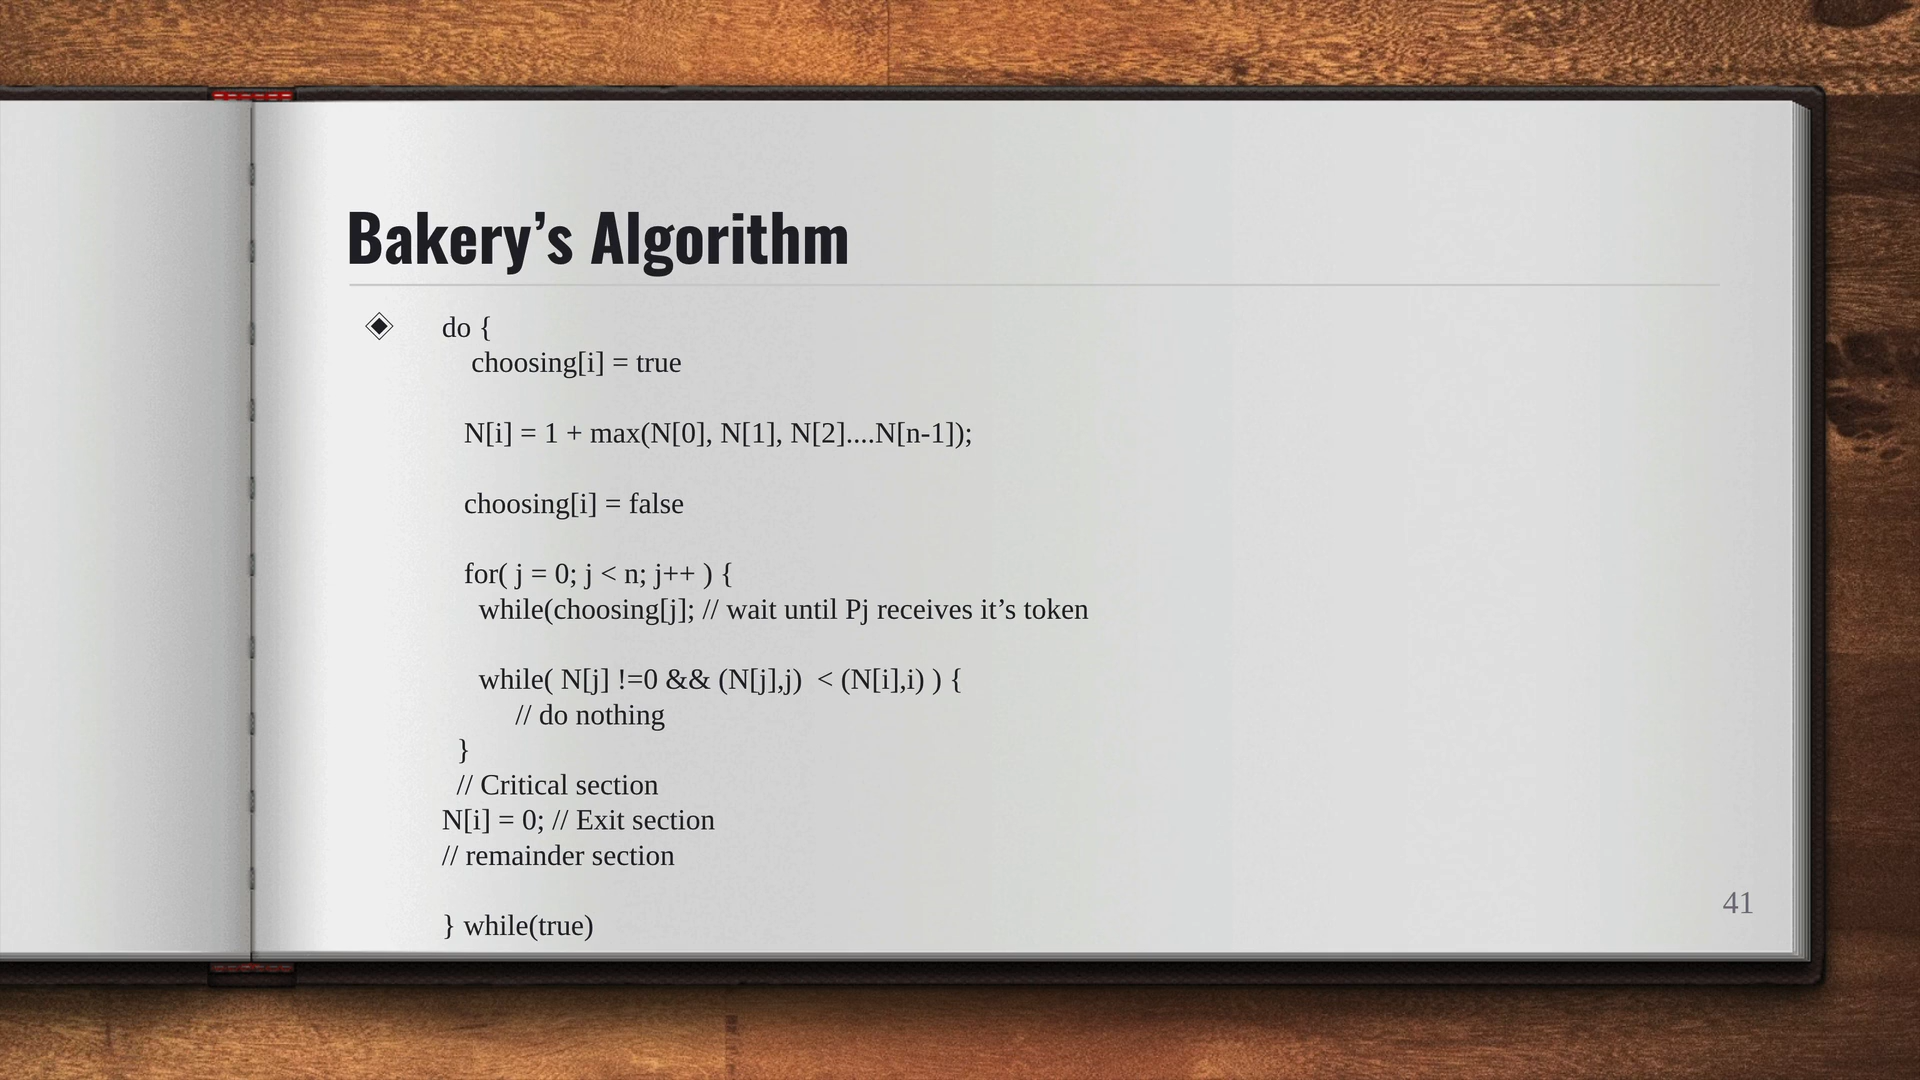 Bakery’s Algorithm
do {
choosing[i] = true
N[i] = 1 + max(N[0], N[1], N[2]....N[n-1]);
choosing[i] = false
for( j = 0; j < n; j++ ) {
while(choosing[j]; // wait until Pj receives it’s token
while( N[j] !=0 && (N[j],j)  < (N[i],i) ) {
// do nothing
}
// Critical section
N[i] = 0; // Exit section
// remainder section
} while(true)
41